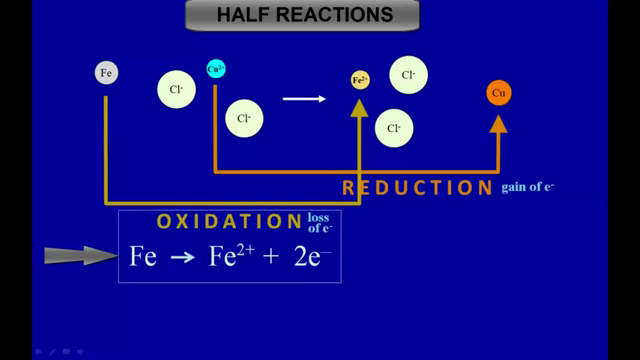 HALF REACTIONS
Fe
Cu²⁺
Cl⁻
Cl⁻
Fe²⁺
Cl⁻
Cl⁻
Cu
REDUCTION gain of e⁻
OXIDATION loss
of e⁻
Fe → Fe²⁺ + 2e⁻